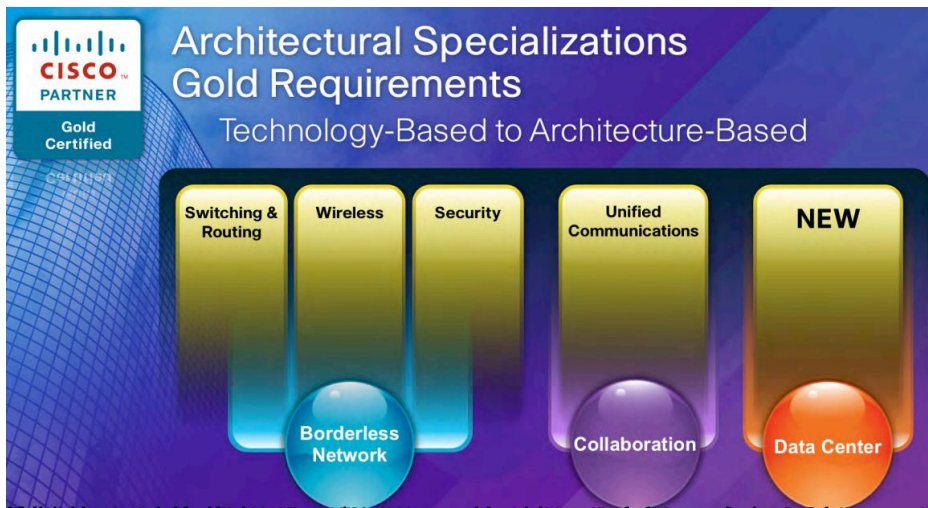 CISCO
TM
PARTNER
Gold
Certified
Architectural Specializations
Gold Requirements
Technology-Based to Architecture-Based
Switching &
Routing
Wireless
Security
Unified
Communications
NEW
Borderless
Network
Collaboration
Data Center